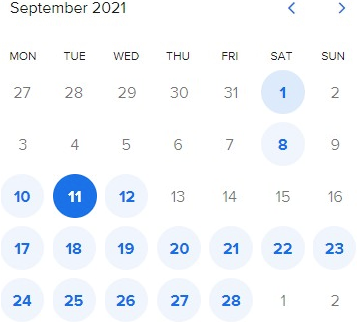 September 2021 < >
MON TUE WED THU FRI SAT SUN
27 28 29 30 31 1 2
3 4 5 6 7 8 9
10 11 12 13 14 15 16
17 18 19 20 21 22 23
24 25 26 27 28 1 2